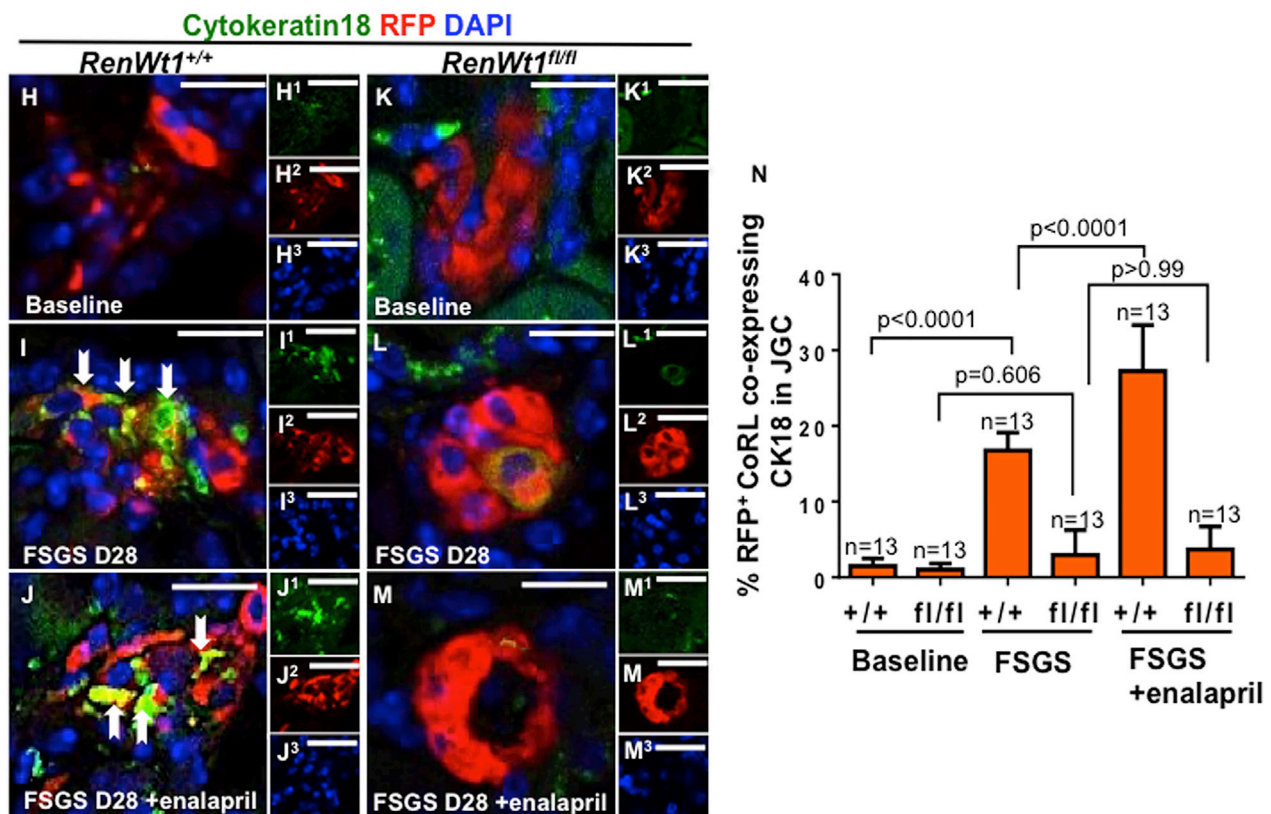 Cytokeratin18 RFP DAPI
RenWt1+/+
RenWt1fl/fl
H
H1
H2
H3
Baseline
K
K1
K2
K3
Baseline
I
I1
I2
I3
FSGS D28
L
L1
L2
L3
FSGS D28
J
J1
J2
J3
FSGS D28 +enalapril
M
M1
M
M3
FSGS D28 +enalapril
N
% RFP+ CoRL co-expressing
CK18 in JGC
40
30
20
10
0
p<0.0001
p>0.99
p<0.0001
p=0.606
n=13
n=13
n=13
n=13
n=13
n=13
+/+ fl/fl +/+ fl/fl +/+ fl/fl
Baseline
FSGS
FSGS
+enalapril